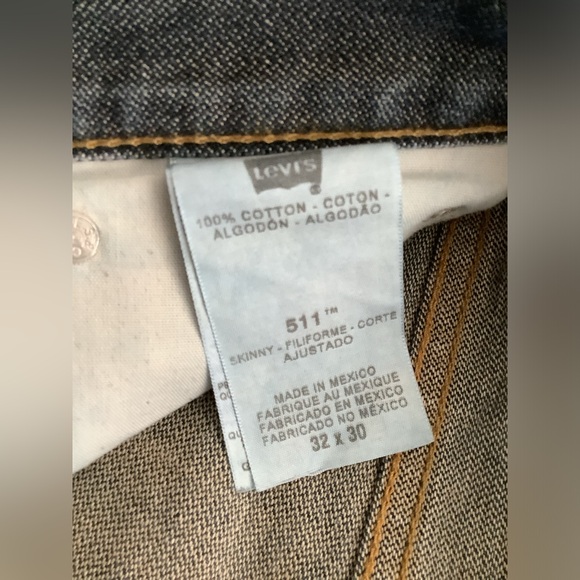 Levi's
®
100% COTTON - COTON -
ALGODÓN - ALGODÃO
511™
SKINNY - FILIFORME - CORTE
AJUSTADO
MADE IN MEXICO
FABRIQUE AU MEXIQUE
FABRICADO EN MEXICO
FABRICADO NO MÉXICO
32 X 30